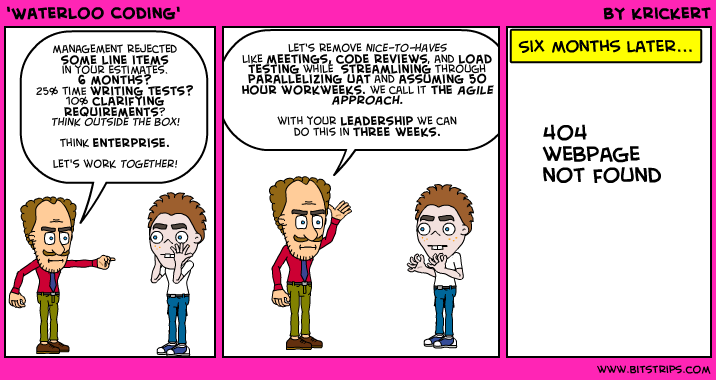 'WATERLOO CODING'
BY KRICKERT
MANAGEMENT REJECTED
SOME LINE ITEMS
IN YOUR ESTIMATES.
6 MONTHS?
25% TIME WRITING TESTS?
10% CLARIFYING
REQUIREMENTS?
THINK OUTSIDE THE BOX!
THINK ENTERPRISE.
LET'S WORK TOGETHER!
LET'S REMOVE NICE-TO-HAVES
LIKE MEETINGS, CODE REVIEWS, AND LOAD
TESTING WHILE STREAMLINING THROUGH
PARALLELIZING UAT AND ASSUMING 50
HOUR WORKWEEKS. WE CALL IT THE AGILE
APPROACH.
WITH YOUR LEADERSHIP WE CAN
DO THIS IN THREE WEEKS.
SIX MONTHS LATER...
404
WEBPAGE
NOT FOUND
WWW.BITSTRIPS.COM